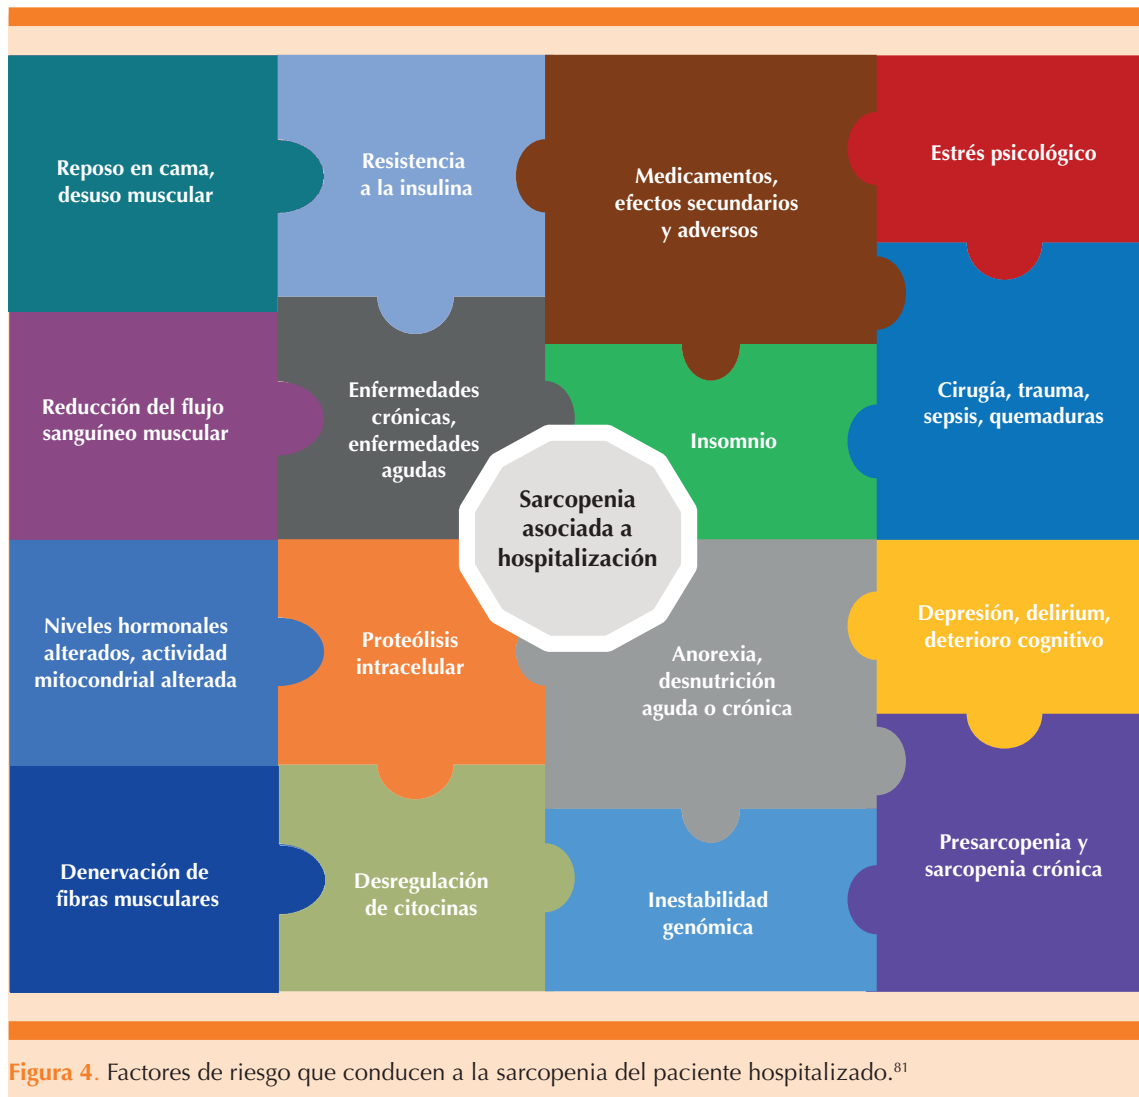 Reposo en cama,
desuso muscular
Resistencia
a la insulina
Medicamentos,
efectos secundarios
y adversos
Estrés psicológico
Reducción del flujo
sanguíneo muscular
Enfermedades
crónicas,
enfermedades
agudas
Insomnio
Cirugía, trauma,
sepsis, quemaduras
Sarcopenia
asociada a
hospitalización
Niveles hormonales
alterados, actividad
mitocondrial alterada
Proteólisis
intracelular
Anorexia,
desnutrición
aguda o crónica
Depresión, delirium,
deterioro cognitivo
Denervación de
fibras musculares
Desregulación
de citocinas
Inestabilidad
genómica
Presarcopenia y
sarcopenia crónica
Figura 4. Factores de riesgo que conducen a la sarcopenia del paciente hospitalizado.81